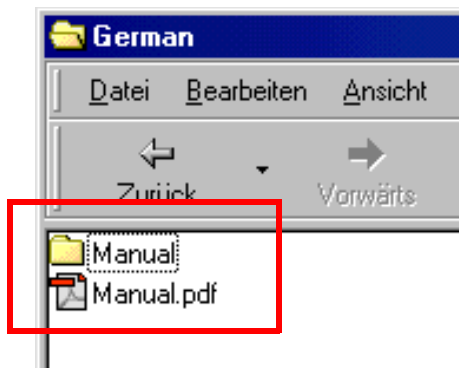 German
Datei Bearbeiten Ansicht
Zurück Vorwärts
Manual
Manual.pdf